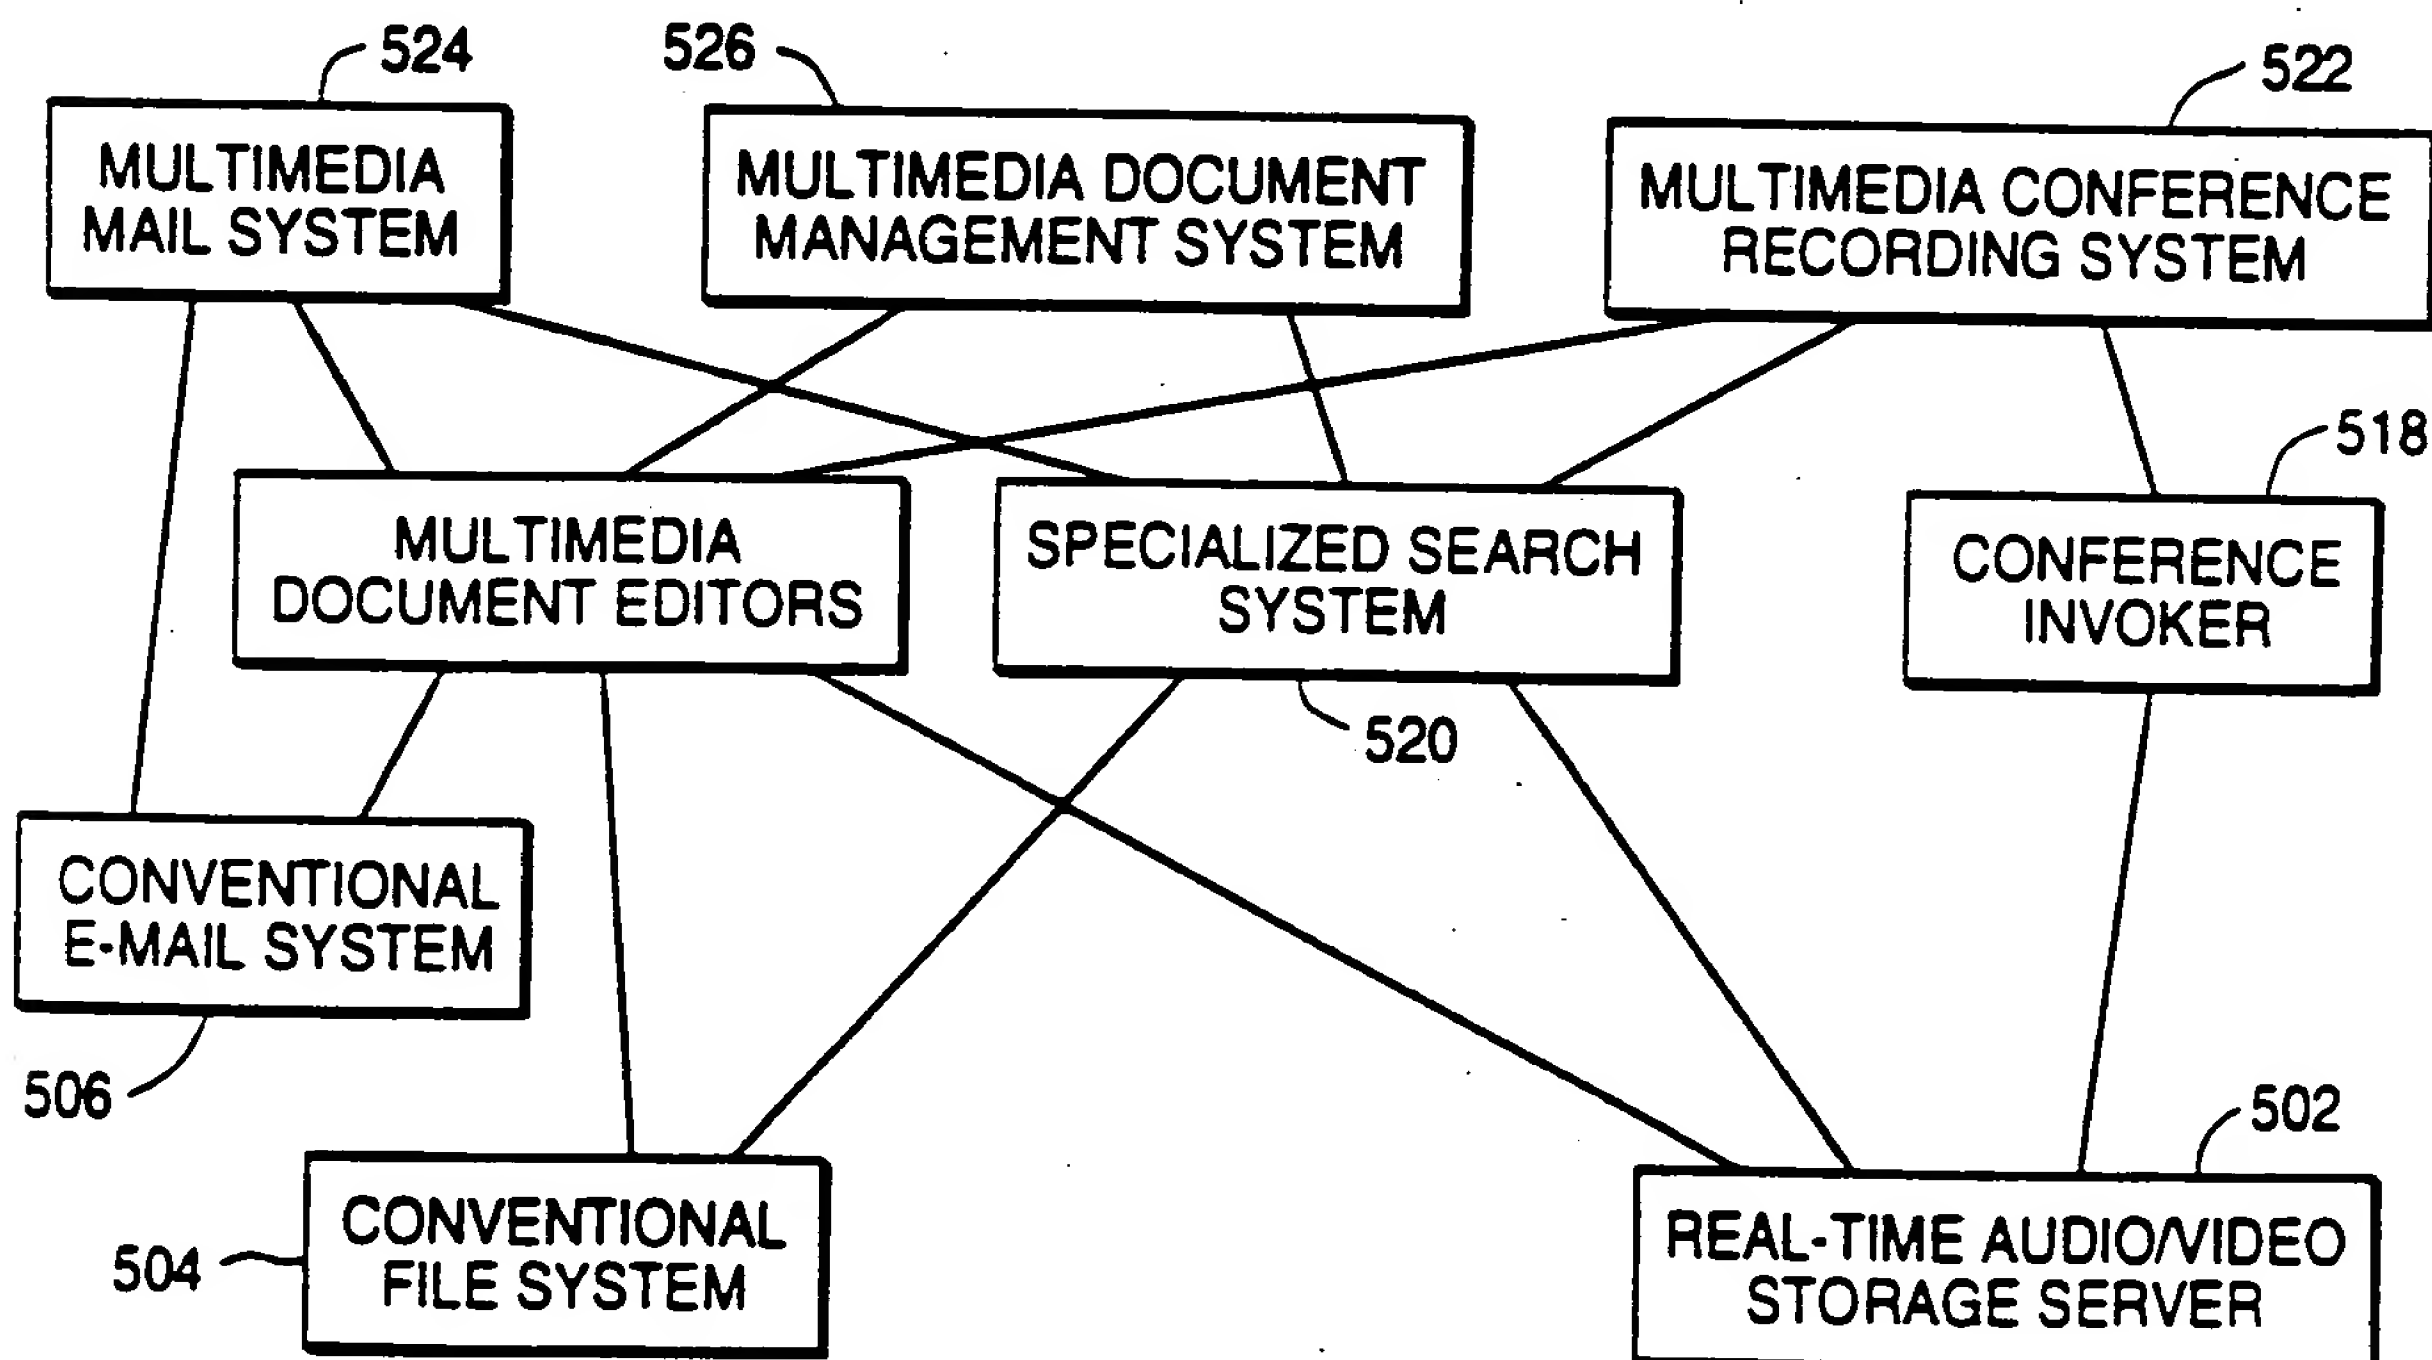 524
526
522
MULTIMEDIA
MAIL SYSTEM
MULTIMEDIA DOCUMENT
MANAGEMENT SYSTEM
MULTIMEDIA CONFERENCE
RECORDING SYSTEM
518
MULTIMEDIA
DOCUMENT EDITORS
SPECIALIZED SEARCH
SYSTEM
CONFERENCE
INVOKER
520
CONVENTIONAL
E-MAIL SYSTEM
506
502
CONVENTIONAL
FILE SYSTEM
504
REAL-TIME AUDIO/VIDEO
STORAGE SERVER